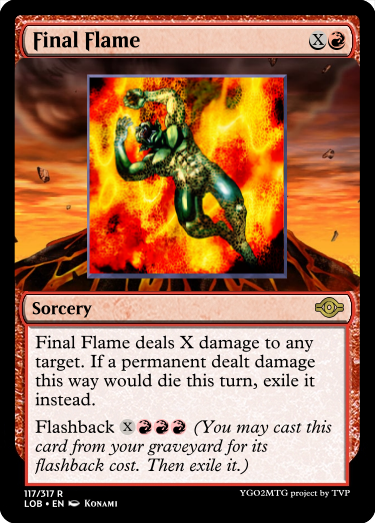 Final Flame XR
Sorcery
Final Flame deals X damage to any
target. If a permanent dealt damage
this way would die this turn, exile it
instead.
Flashback X (You may cast this
card from your graveyard for its
flashback cost. Then exile it.)
117/317 R
LOB • EN Konami
YGO2MTG project by TVP